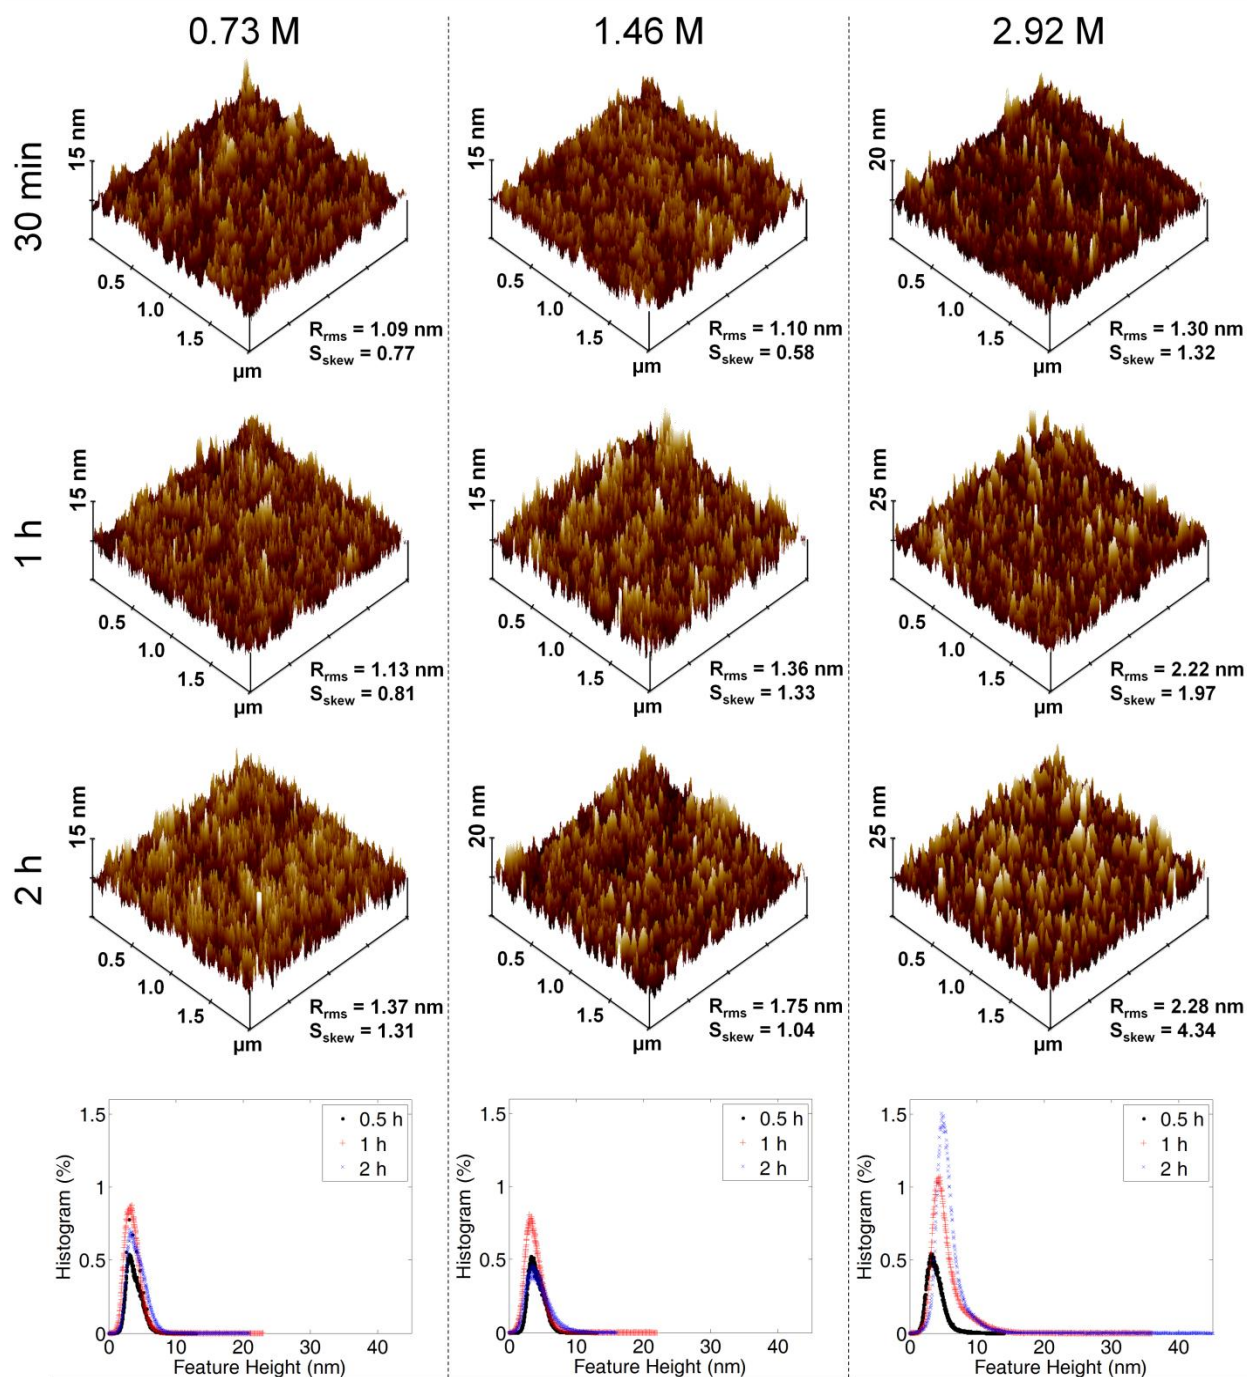 0.73 M 1.46 M 2.92 M
30 min
15 nm
0.5
1.0
1.5
µm
Rrms = 1.09 nm
Sskew = 0.77
15 nm
0.5
1.0
1.5
µm
Rrms = 1.10 nm
Sskew = 0.58
20 nm
0.5
1.0
1.5
µm
Rrms = 1.30 nm
Sskew = 1.32
1 h
15 nm
0.5
1.0
1.5
µm
Rrms = 1.13 nm
Sskew = 0.81
15 nm
0.5
1.0
1.5
µm
Rrms = 1.36 nm
Sskew = 1.33
25 nm
0.5
1.0
1.5
µm
Rrms = 2.22 nm
Sskew = 1.97
2 h
15 nm
0.5
1.0
1.5
µm
Rrms = 1.37 nm
Sskew = 1.31
20 nm
0.5
1.0
1.5
µm
Rrms = 1.75 nm
Sskew = 1.04
25 nm
0.5
1.0
1.5
µm
Rrms = 2.28 nm
Sskew = 4.34
Histogram (%)
1.5
1
0.5
0
0.5 h
1 h
2 h
0 10 20 30 40
Feature Height (nm)
Histogram (%)
1.5
1
0.5
0
0.5 h
1 h
2 h
0 10 20 30 40
Feature Height (nm)
Histogram (%)
1.5
1
0.5
0
0.5 h
1 h
2 h
0 10 20 30 40
Feature Height (nm)